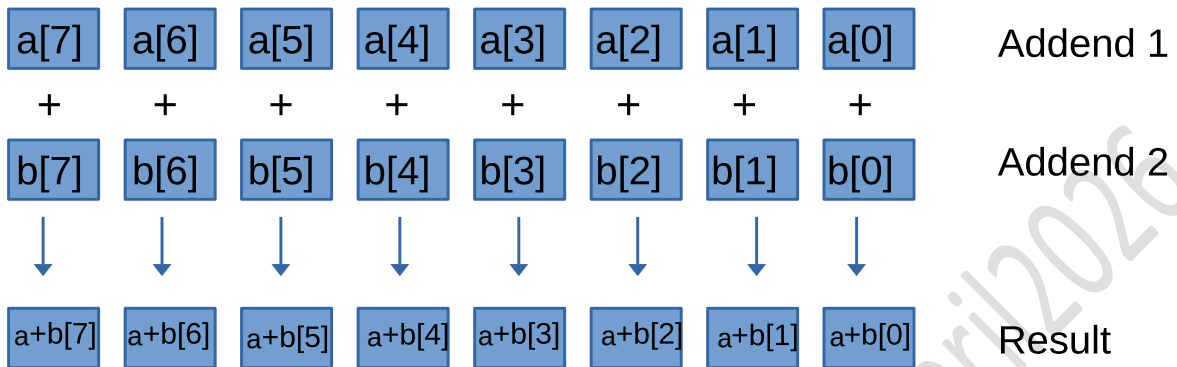 a[7] a[6] a[5] a[4] a[3] a[2] a[1] a[0] Addend 1
+ + + + + + + +
b[7] b[6] b[5] b[4] b[3] b[2] b[1] b[0] Addend 2
a+b[7] a+b[6] a+b[5] a+b[4] a+b[3] a+b[2] a+b[1] a+b[0] Result